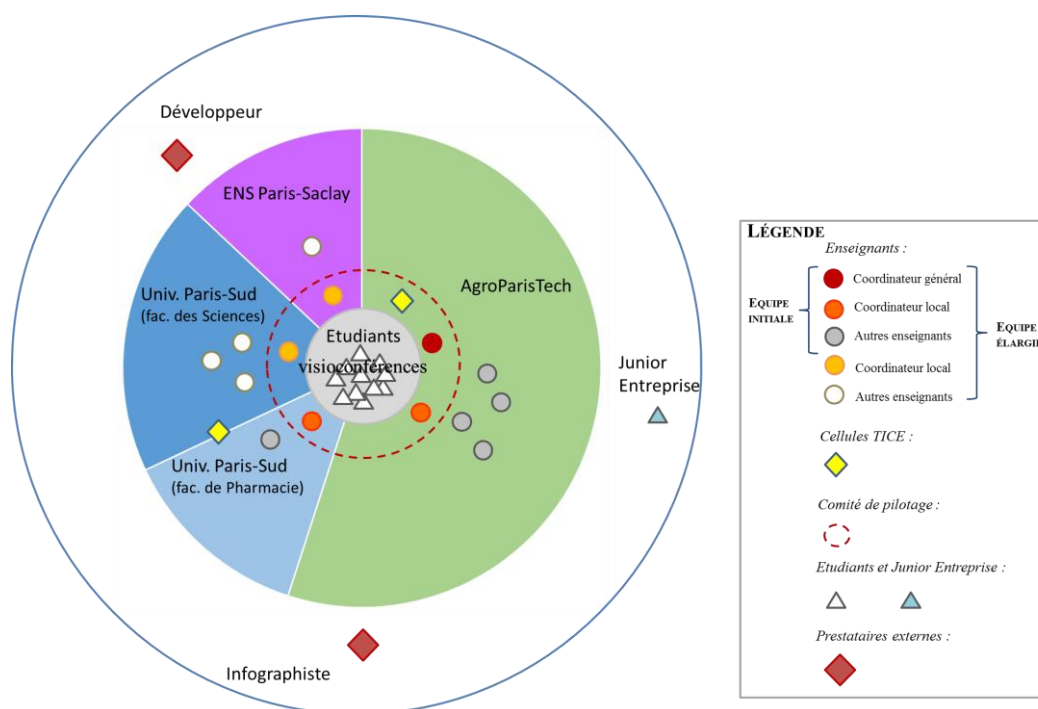 Développeur
ENS Paris-Saclay
AgroParisTech
Univ. Paris-Sud
(fac. des Sciences)
Etudiants
visioconférences
Junior
Entreprise
Univ. Paris-Sud
(fac. de Pharmacie)
Infographiste
LÉGENDE
Enseignants :
Coordinateur général
EQUIPE
INITIALE
Coordinateur local
Autres enseignants
EQUIPE
ÉLARGIE
Coordinateur local
Autres enseignants
Cellules TICE :
Comité de pilotage :
Etudiants et Junior Entreprise :
Prestataires externes :